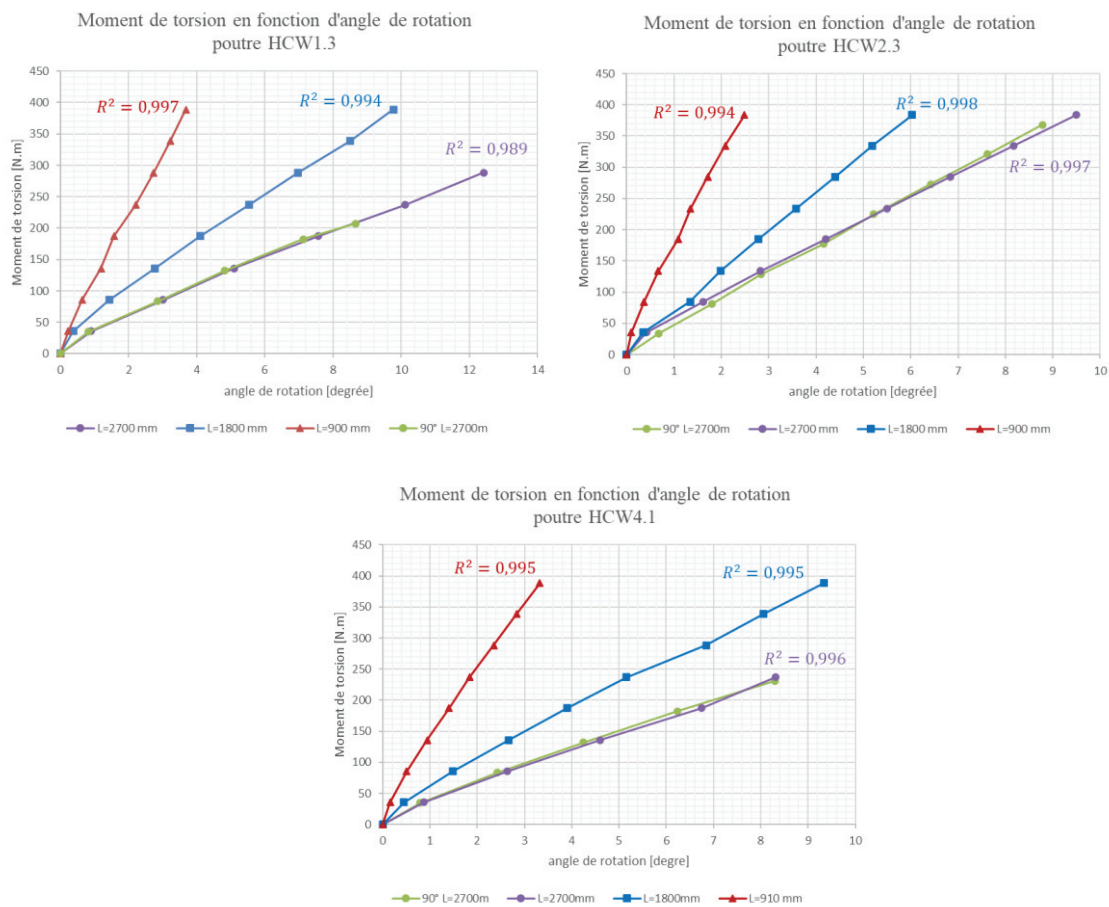 Moment de torsion en fonction d'angle de rotation
poutre HCW1.3
450
400
350
300
250
200
150
100
50
0
Moment de torsion [N.m]
R² = 0,997
R² = 0,994
R² = 0,989
0 2 4 6 8 10 12 14
angle de rotation [degrée]
L=2700 mm L=1800 mm L=900 mm 90° L=2700m
Moment de torsion en fonction d'angle de rotation
poutre HCW2.3
450
400
350
300
250
200
150
100
50
0
Moment de torsion [N.m]
R² = 0,994
R² = 0,998
R² = 0,997
0 1 2 3 4 5 6 7 8 9 10
angle de rotation [degrée]
90° L=2700m L=2700 mm L=1800 mm L=900 mm
Moment de torsion en fonction d'angle de rotation
poutre HCW4.1
450
400
350
300
250
200
150
100
50
0
Moment de torsion [N.m]
R² = 0,995
R² = 0,995
R² = 0,996
0 1 2 3 4 5 6 7 8 9 10
angle de rotation [degre]
90° L=2700m L=2700mm L=1800mm L=910 mm